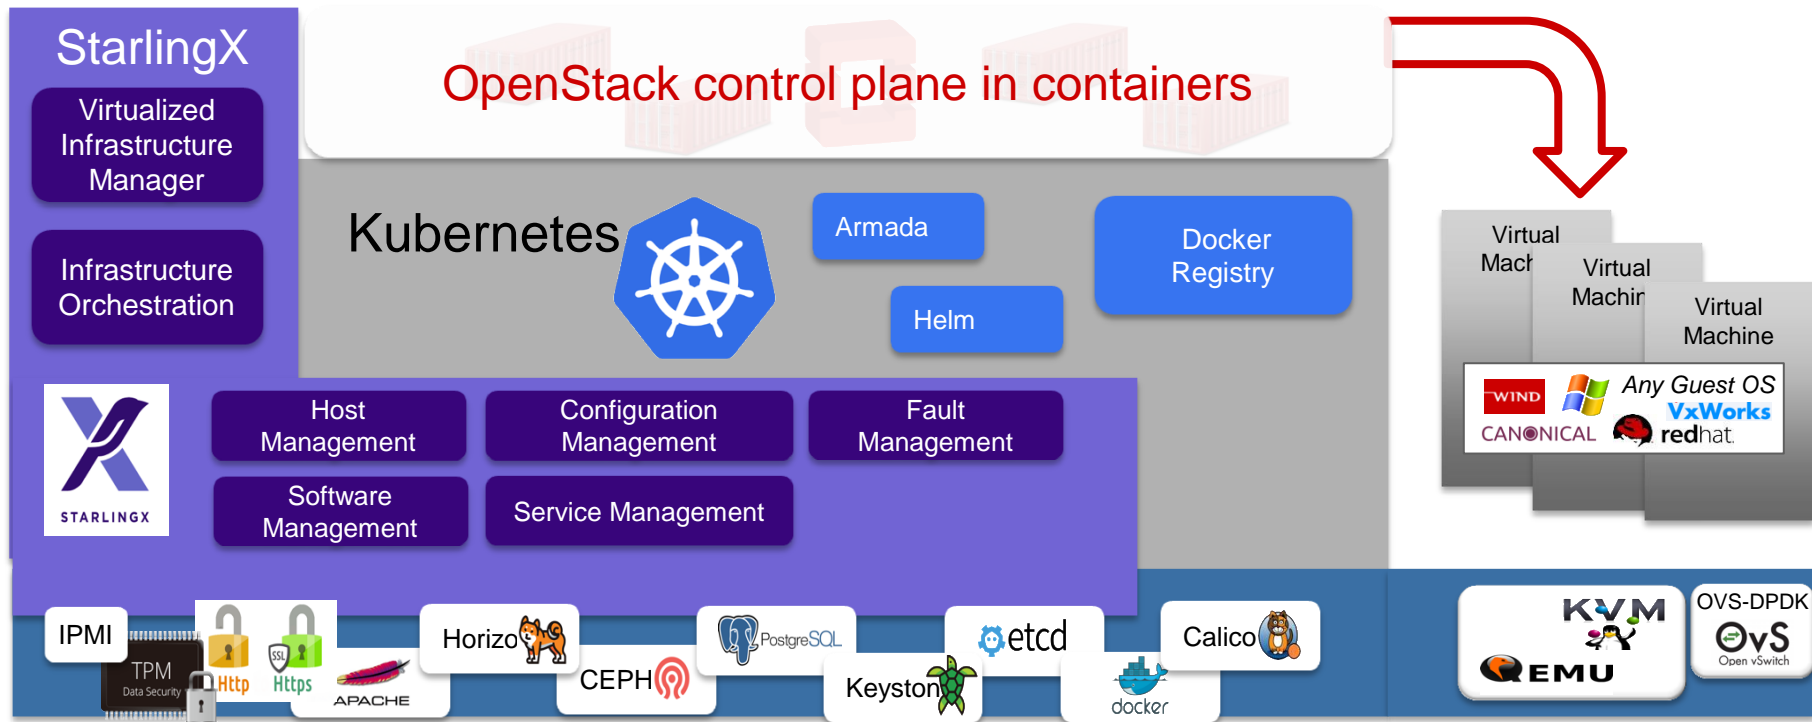 StarlingX
OpenStack control plane in containers
Virtualized
Infrastructure
Manager
Infrastructure
Orchestration
Kubernetes
Armada
Helm
Docker
Registry
Virtual
Mach
Virtual
Machin
Virtual
Machine
WIND
Any Guest OS
VxWorks
CANONICAL
redhat.
STARLINGX
Host
Management
Configuration
Management
Fault
Management
Software
Management
Service Management
IPMI
TPM
Data Security
Http
SSL
Https
APACHE
Horizo
CEPH
PostgreSQL
Keyston
etcd
docker
Calico
KVM
QEMU
OVS-DPDK
OvS
Open vSwitch